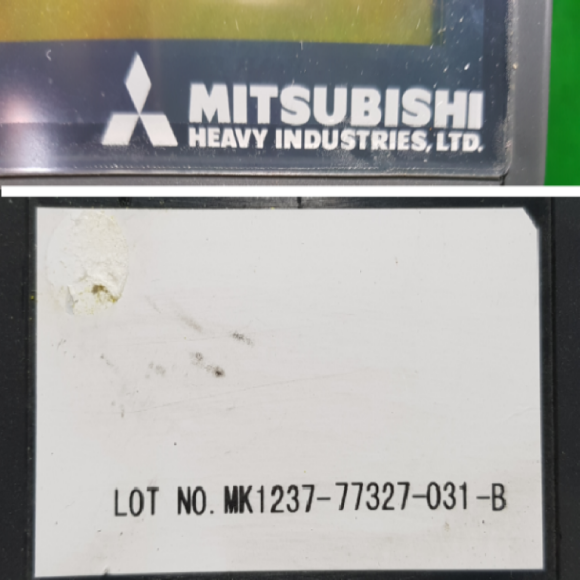 MITSUBISHI
HEAVY INDUSTRIES, LTD.
LOT NO. MK1237-77327-031-B